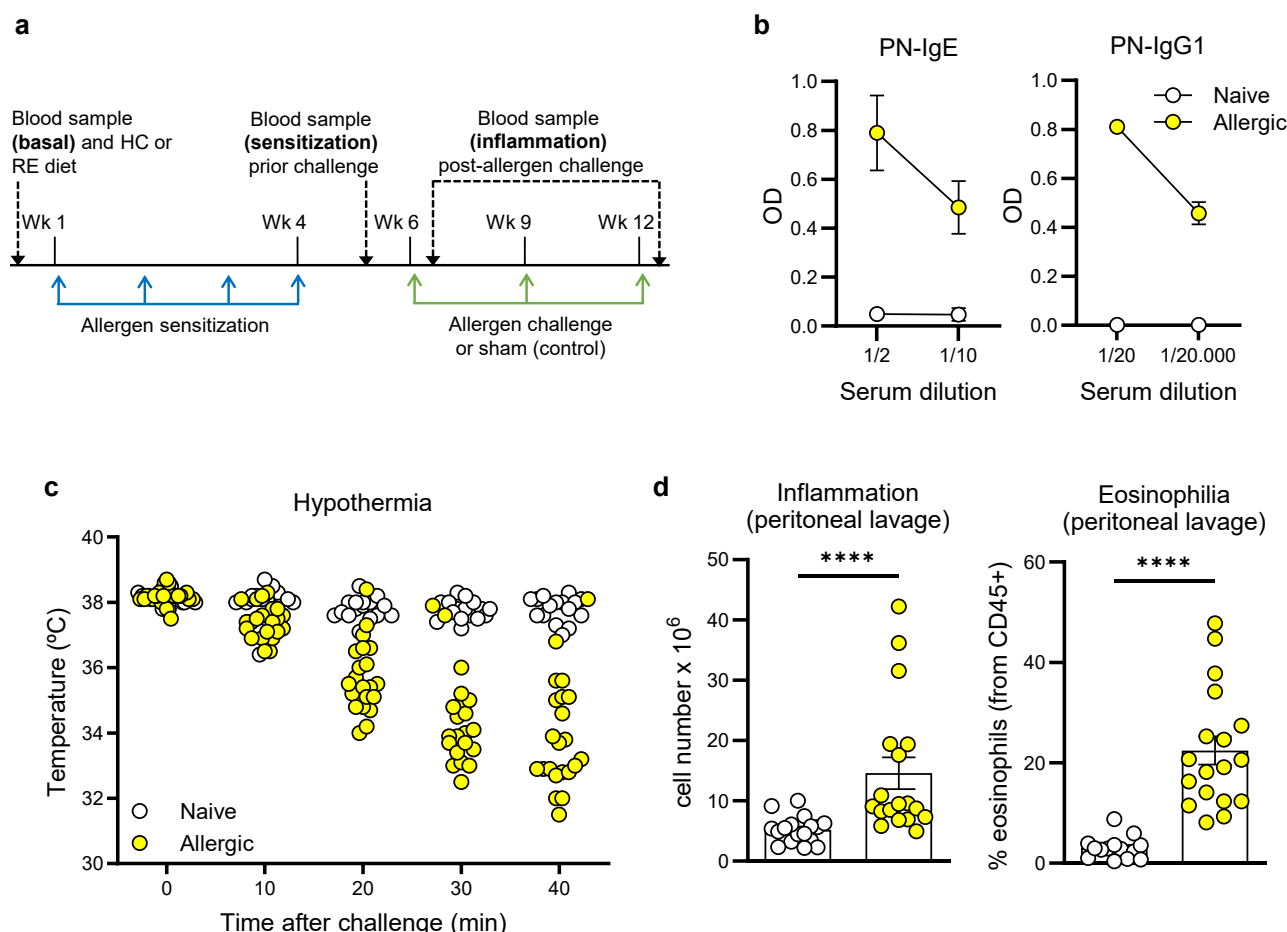 a
Blood sample
(basal) and HC or
RE diet
Blood sample
(sensitization)
prior challenge
Blood sample
(inflammation)
post-allergen challenge
Wk 1
Wk 4
Wk 6
Wk 9
Wk 12
Allergen sensitization
Allergen challenge
or sham (control)
b
PN-IgE
OD
1.0
0.8
0.6
0.4
0.2
0.0
1/2
1/10
Serum dilution
PN-IgG1
Naive
Allergic
OD
1.0
0.8
0.6
0.4
0.2
0.0
1/20
1/20.000
Serum dilution
c
Hypothermia
Temperature (ºC)
40
38
36
34
32
30
Naive
Allergic
0
10
20
30
40
Time after challenge (min)
d
Inflammation
(peritoneal lavage)
****
cell number x 10⁶
50
40
30
20
10
0
Eosinophilia
(peritoneal lavage)
****
% eosinophils (from CD45+)
60
40
20
0